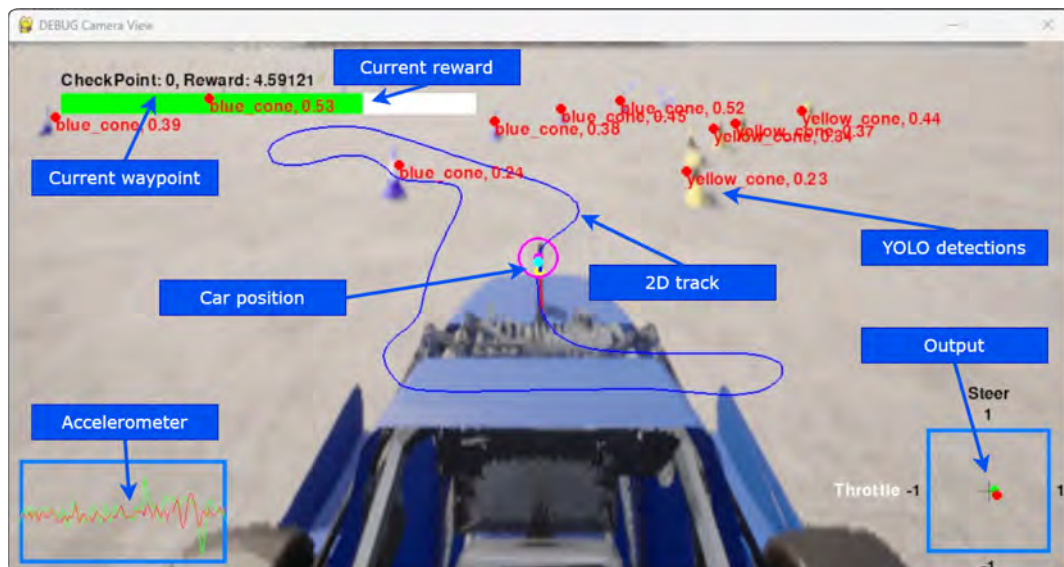 DEBUG Camera View
Current reward
CheckPoint: 0, Reward: 4.59121
blue_cone, 0.53
blue_cone, 0.39
blue_cone, 0.52
blue_cone, 0.45
blue_cone, 0.38
yellow_cone, 0.44
yellow_cone, 0.37
yellow_cone, 0.34
Current waypoint
blue_cone, 0.24
yellow_cone, 0.23
YOLO detections
Car position
2D track
Output
Steer
1
Accelerometer
Throttle -1
1
-1